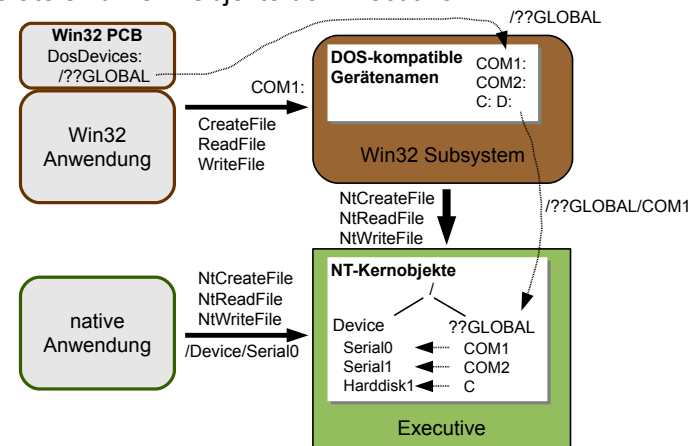 /??GLOBAL
Win32 PCB
DosDevices:
/??GLOBAL
Win32
Anwendung
COM1:
CreateFile
ReadFile
WriteFile
DOS-kompatible
Gerätenamen
COM1:
COM2:
C: D:
Win32 Subsystem
NtCreateFile
NtReadFile
NtWriteFile
/??GLOBAL/COM1
native
Anwendung
NtCreateFile
NtReadFile
NtWriteFile
/Device/Serial0
NT-Kernobjekte
/
Device ??GLOBAL
Serial0 COM1
Serial1 COM2
Harddisk1 C
Executive